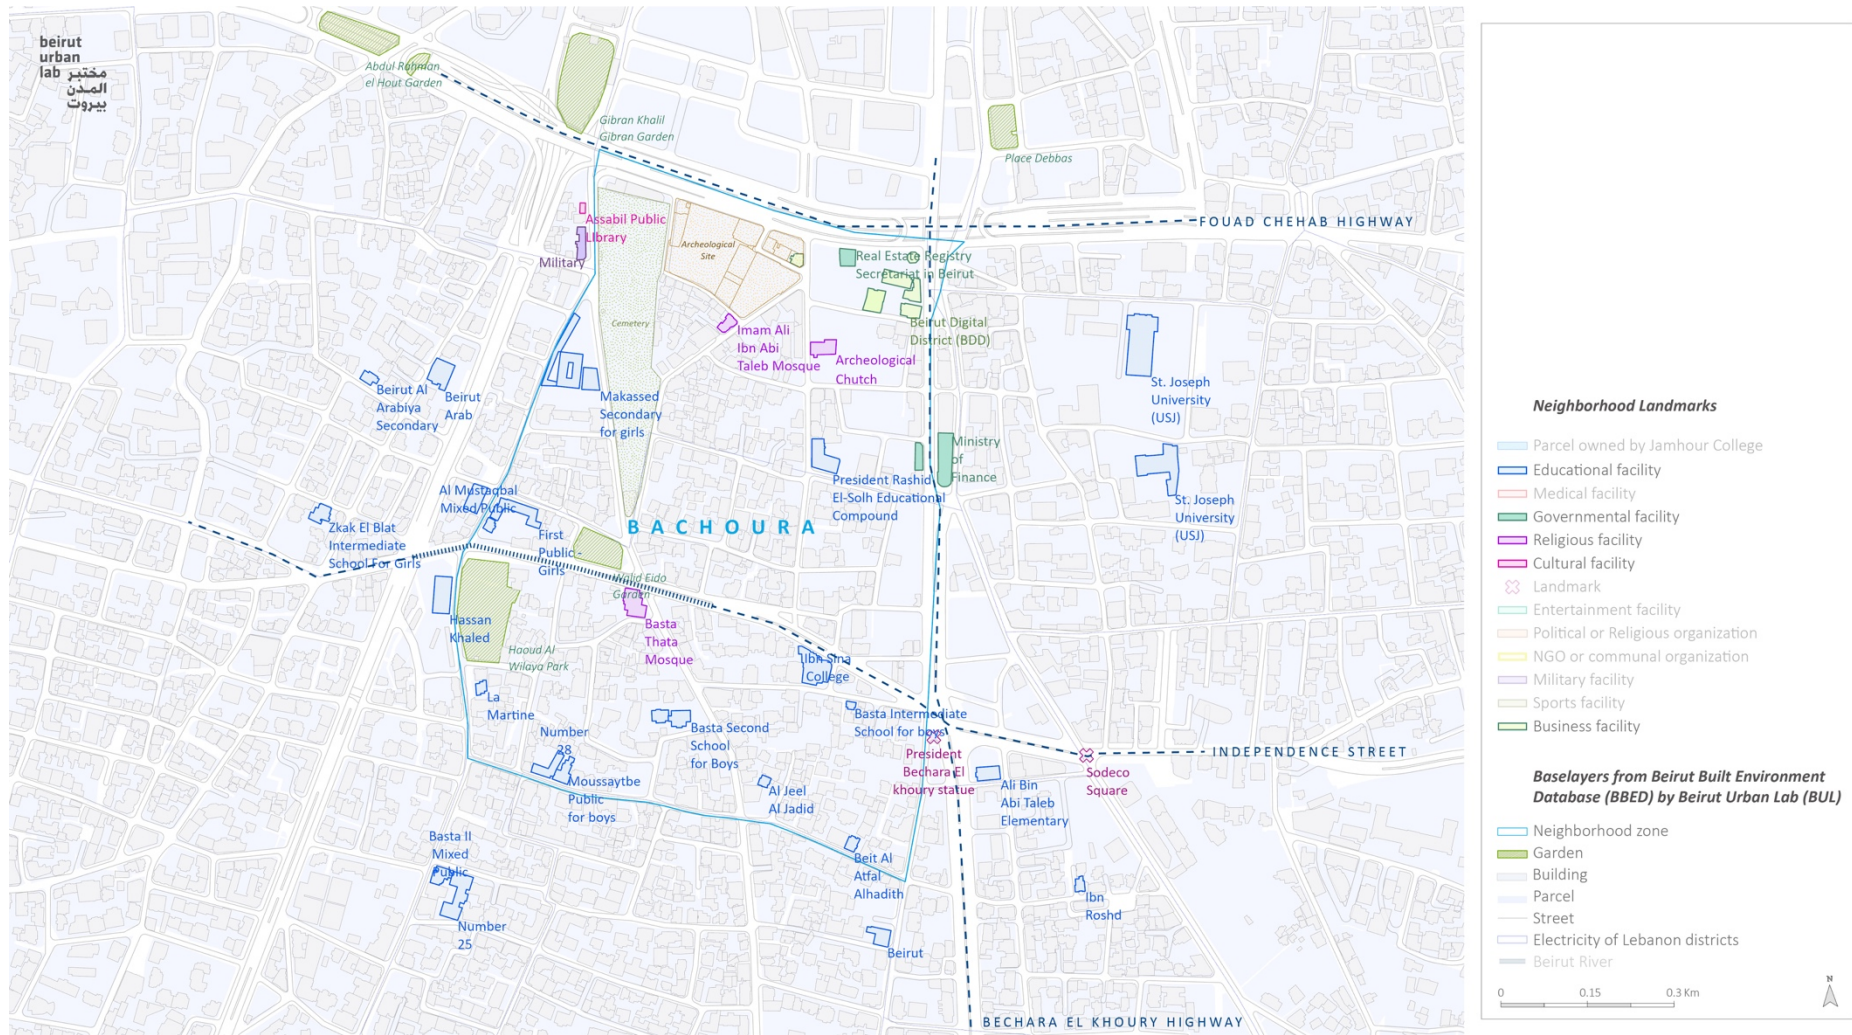 beirut
urban
lab مختبر
المدن
بيروت
Abdul Rahman
el Hout Garden
Gibran Khalil
Gibran Garden
Place Debbas
FOUAD CHEHAB HIGHWAY
Assabil Public
LIbrary
Military
Archeological
Site
Cemetery
Real Estate Registry
Secretariat in Beirut
Beirut Digital
District (BDD)
Imam Ali
Ibn Abi
Taleb Mosque
Archeological
Chutch
St. Joseph
University
(USJ)
Beirut Al
Arabiya
Secondary
Beirut
Arab
Makassed
Secondary
for girls
Ministry
of
Finance
President Rashid
El-Solh Educational
Compound
St. Joseph
University
(USJ)
Al Mustaqbal
Mixed Public
Zkak El Blat
Intermediate
School For Girls
First
Public -
Girls
BACHOURA
Walid Eido
Garden
Hassan
Khaled
Haoud Al
Wilaya Park
Basta
Thata
Mosque
Ibn Sina
College
La
Martine
Number
28
Moussaytbe
Public
for boys
Basta Second
School
for Boys
Basta Intermediate
School for boys
President
Bechara El
khoury statue
INDEPENDENCE STREET
Sodeco
Square
Al Jeel
Al Jadid
Ali Bin
Abi Taleb
Elementary
Basta II
Mixed
Public
Number
25
Beit Al
Atfal
Alhadith
Ibn
Roshd
Beirut
BECHARA EL KHOURY HIGHWAY
Neighborhood Landmarks
Parcel owned by Jamhour College
Educational facility
Medical facility
Governmental facility
Religious facility
Cultural facility
Landmark
Entertainment facility
Political or Religious organization
NGO or communal organization
Military facility
Sports facility
Business facility
Baselayers from Beirut Built Environment
Database (BBED) by Beirut Urban Lab (BUL)
Neighborhood zone
Garden
Building
Parcel
Street
Electricity of Lebanon districts
Beirut River
0 0.15 0.3 Km
N